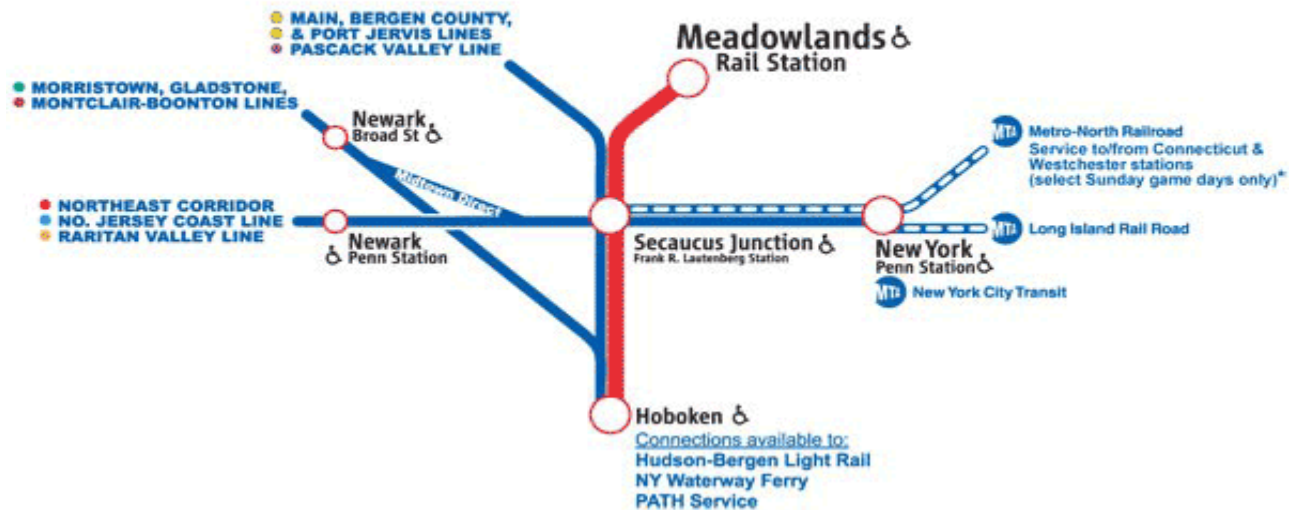 MAIN, BERGEN COUNTY,
& PORT JERVIS LINES
PASCACK VALLEY LINE
Meadowlands
Rail Station
MORRISTOWN, GLADSTONE,
MONTCLAIR-BOONTON LINES
Newark
Broad St
Midtown Direct
MTA Metro-North Railroad
Service to/from Connecticut &
Westchester stations
(select Sunday game days only)*
NORTHEAST CORRIDOR
NO. JERSEY COAST LINE
RARITAN VALLEY LINE
Newark
Penn Station
Secaucus Junction
Frank R. Lautenberg Station
New York
Penn Station
MTA Long Island Rail Road
MTA New York City Transit
Hoboken
Connections available to:
Hudson-Bergen Light Rail
NY Waterway Ferry
PATH Service